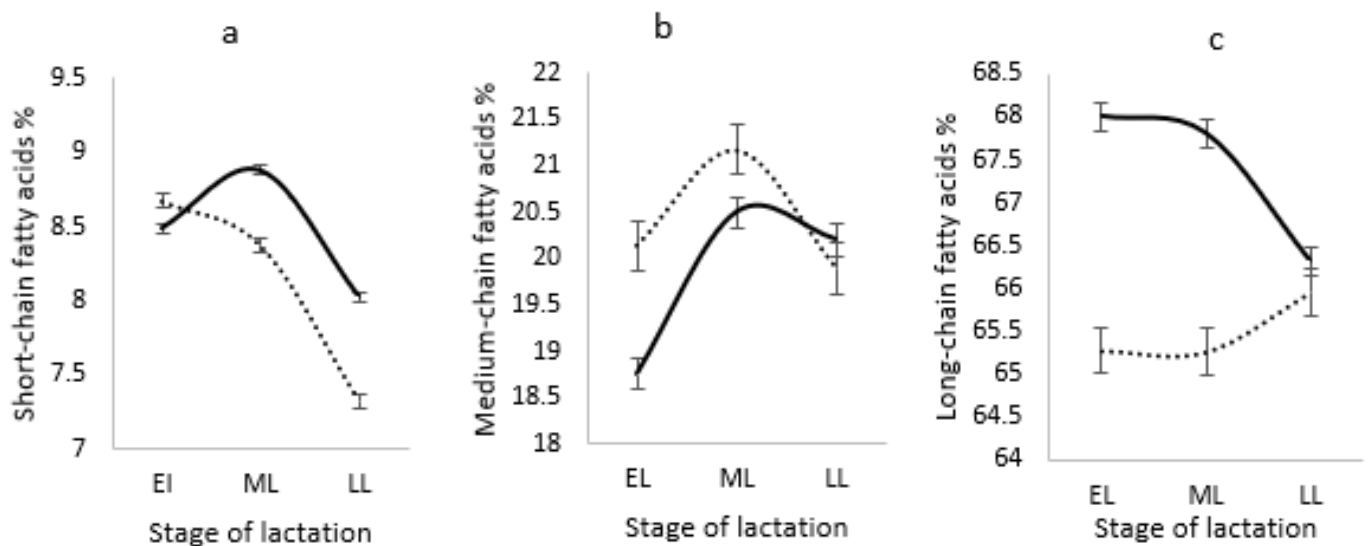 a
Short-chain fatty acids %
9.5
9
8.5
8
7.5
7
EI
ML
LL
Stage of lactation
b
Medium-chain fatty acids %
22
21.5
21
20.5
20
19.5
19
18.5
18
EL
ML
LL
Stage of lactation
c
Long-chain fatty acids %
68.5
68
67.5
67
66.5
66
65.5
65
64.5
64
EL
ML
LL
Stage of lactation